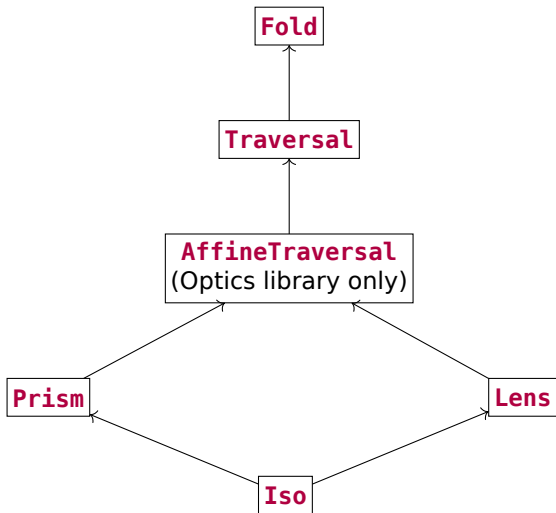 Fold
Traversal
AffineTraversal
(Optics library only)
Prism
Lens
Iso